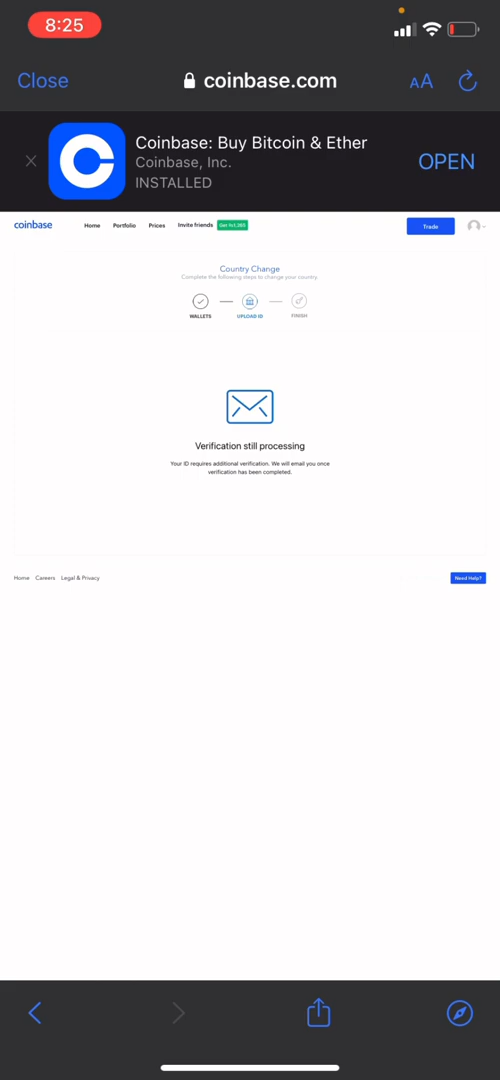 8:25
Close
coinbase.com
AA
Coinbase: Buy Bitcoin & Ether
Coinbase, Inc.
INSTALLED
OPEN
coinbase
Home Portfolio Prices Invite friends
Trade
Country Change
Complete the following steps to change your country.
WALLETS UPLOAD ID FINISH
Verification still processing
Your ID requires additional verification. We will email you once
verification has been completed.
Home Careers Legal & Privacy
Need Help?